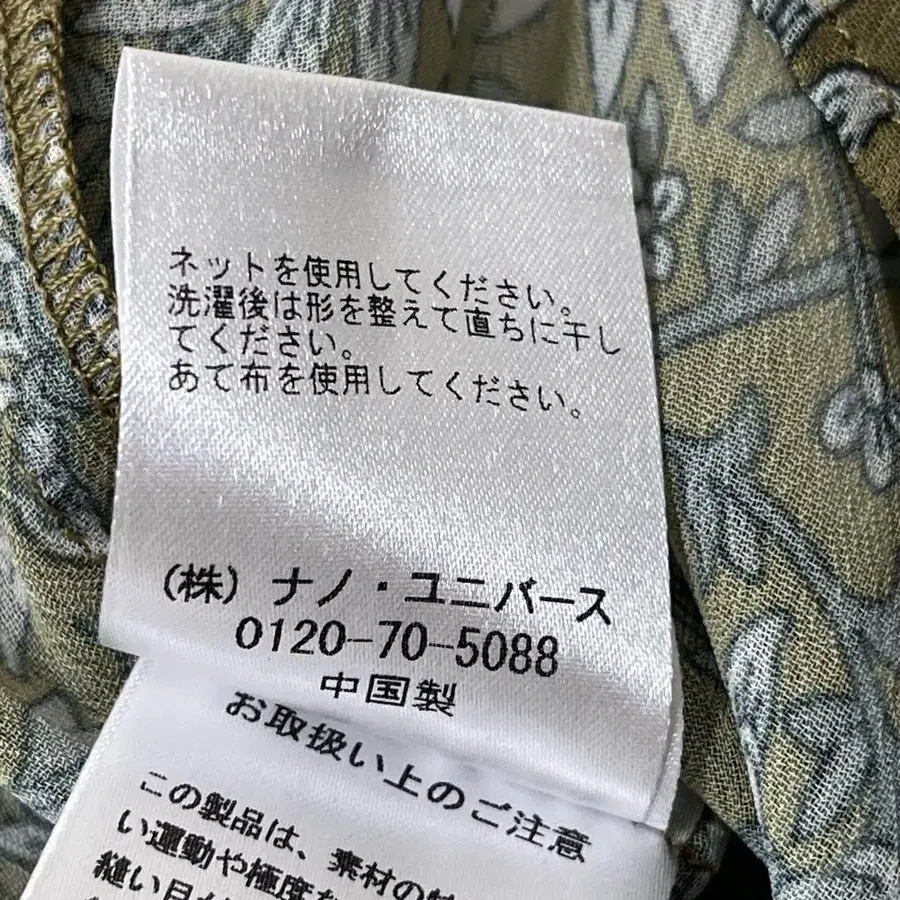 ネットを使用してください。
洗濯後は形を整えて直ちに干し
てください。
あて布を使用してください。
(株) ナノ・ユニバース
0120-70-5088
中国製
お取扱い上のご注意
この製品は、素材の特
い運動や極度な
縫い目が